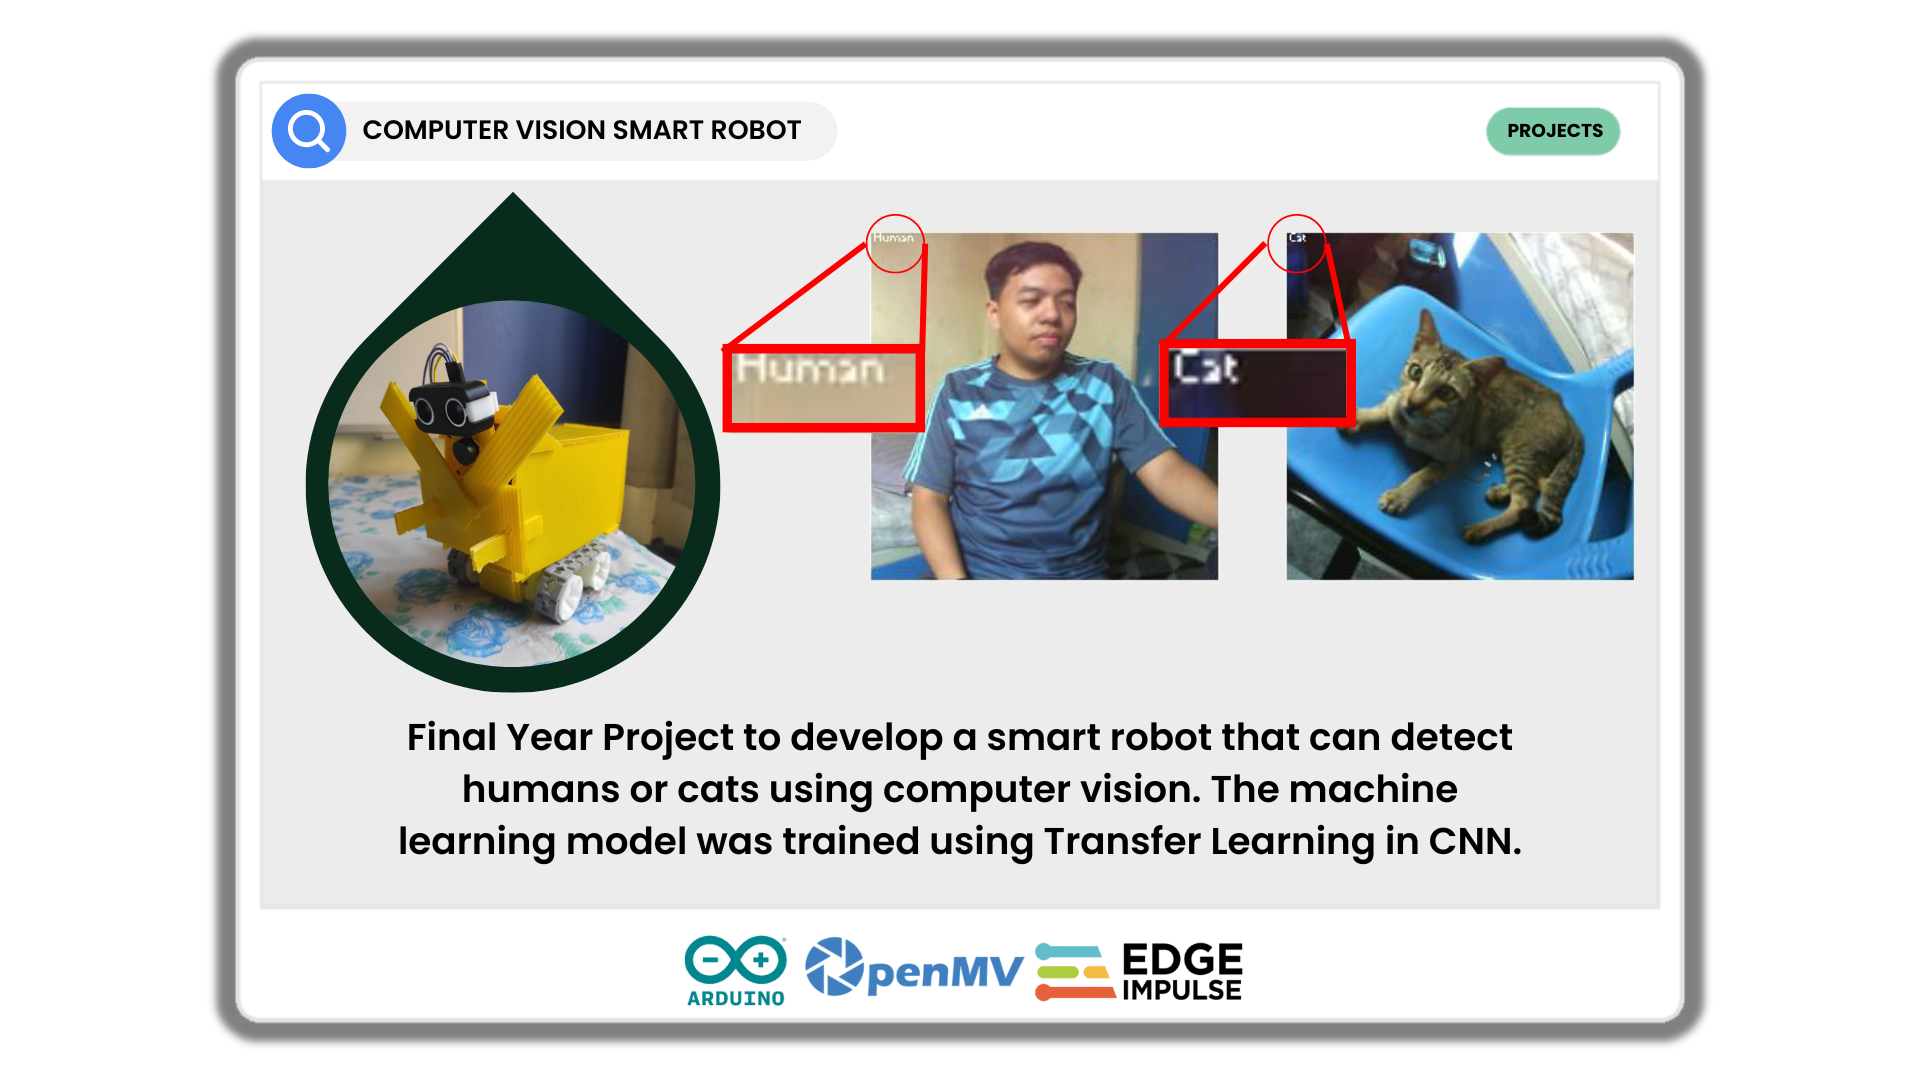 COMPUTER VISION SMART ROBOT
PROJECTS
Human
Cat
Human
Cat
Final Year Project to develop a smart robot that can detect
humans or cats using computer vision. The machine
learning model was trained using Transfer Learning in CNN.
ARDUINO
OpenMV
EDGE
IMPULSE